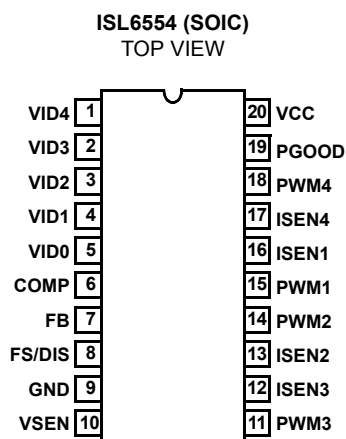 ISL6554 (SOIC)
TOP VIEW
VID4 1 20 VCC
VID3 2 19 PGOOD
VID2 3 18 PWM4
VID1 4 17 ISEN4
VID0 5 16 ISEN1
COMP 6 15 PWM1
FB 7 14 PWM2
FS/DIS 8 13 ISEN2
GND 9 12 ISEN3
VSEN 10 11 PWM3